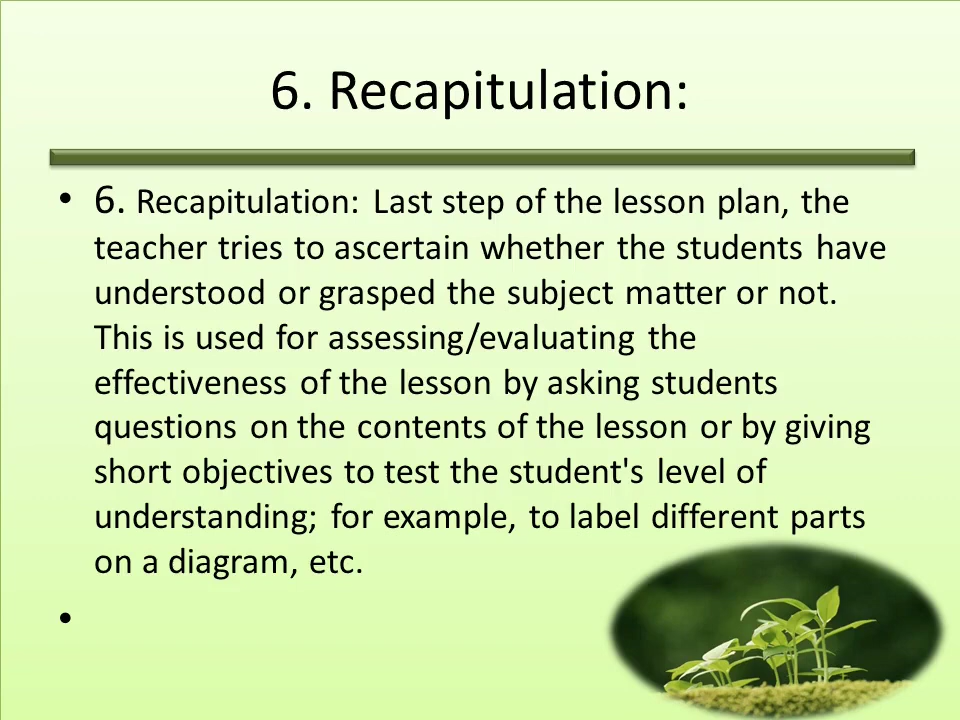 6. Recapitulation:
• 6. Recapitulation: Last step of the lesson plan, the
teacher tries to ascertain whether the students have
understood or grasped the subject matter or not.
This is used for assessing/evaluating the
effectiveness of the lesson by asking students
questions on the contents of the lesson or by giving
short objectives to test the student's level of
understanding; for example, to label different parts
on a diagram, etc.
•